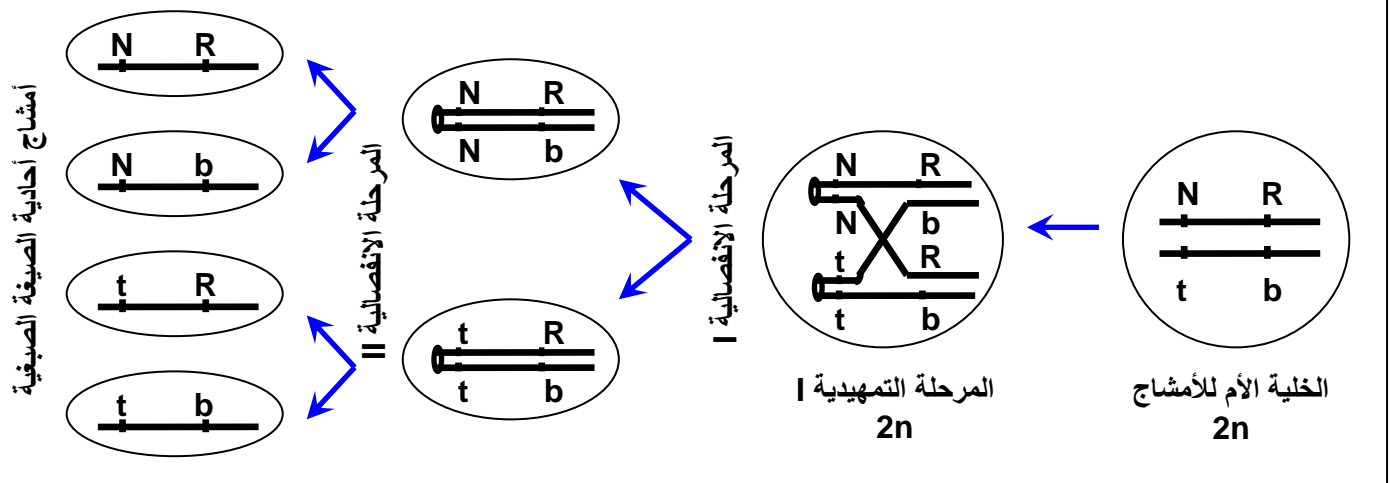 N R
t b
الخلية الأم للأمشاج
2n
N R
N b
t R
t b
المرحلة التمهيدية I
2n
المرحلة الانفصالية I
N R
N b
t R
t b
المرحلة الانفصالية II
N R
N b
t R
t b
أمشاج أحادية الصيغة الصبغية